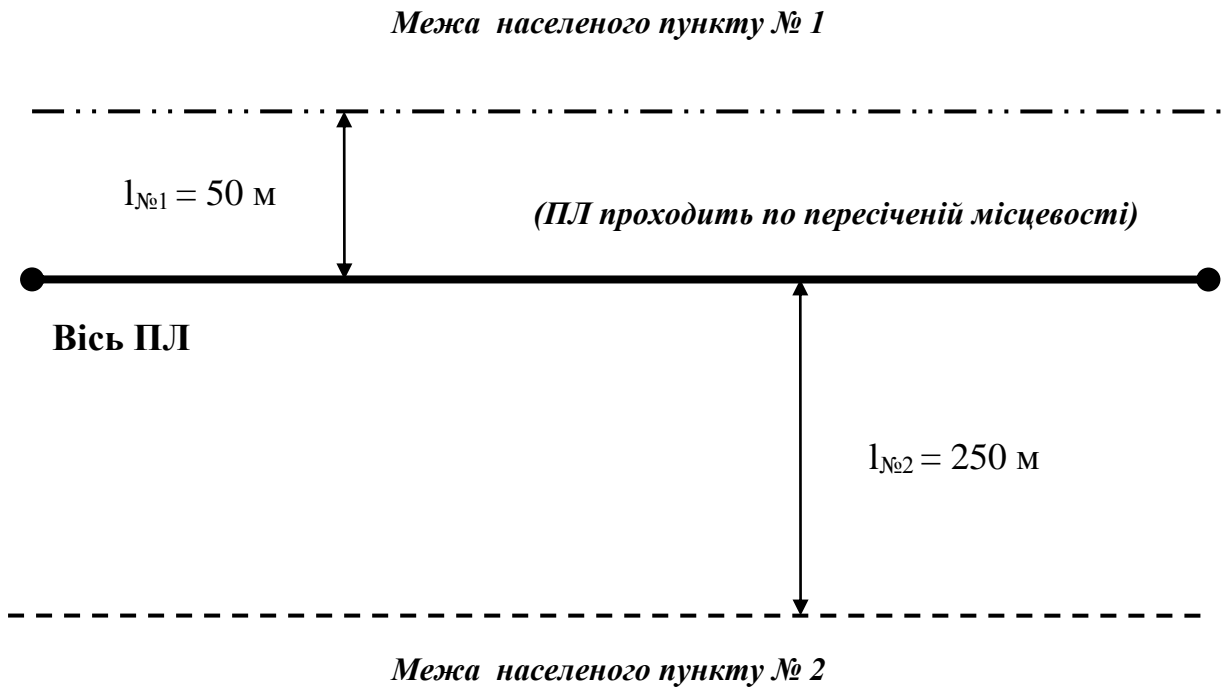 Межа населеного пункту № 1
l№1 = 50 м
(ПЛ проходить по пересіченій місцевості)
Вісь ПЛ
l№2 = 250 м
Межа населеного пункту № 2